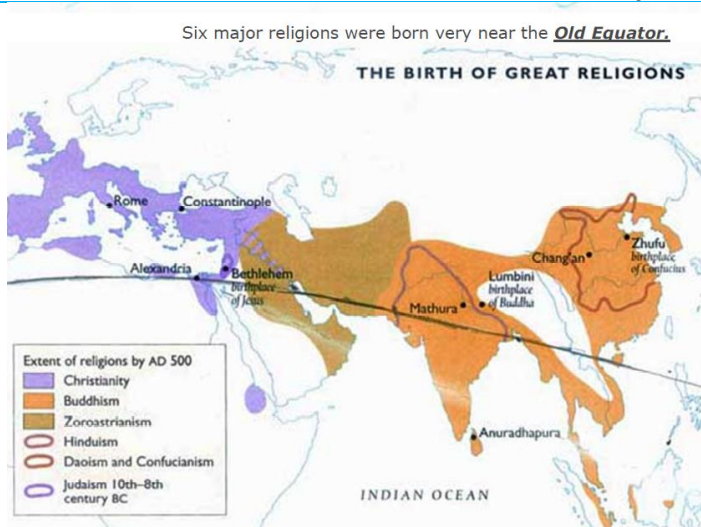 Six major religions were born very near the Old Equator.
THE BIRTH OF GREAT RELIGIONS
Rome
Constantinople
Alexandria
Bethlehem
birthplace
of Jesus
Changan
Zhufu
birthplace
of Confucius
Lumbini
birthplace
of Buddha
Mathura
Anuradhapura
Extent of religions by AD 500
Christianity
Buddhism
Zoroastrianism
Hinduism
Daoism and Confucianism
Judaism 10th–8th
century BC
INDIAN OCEAN